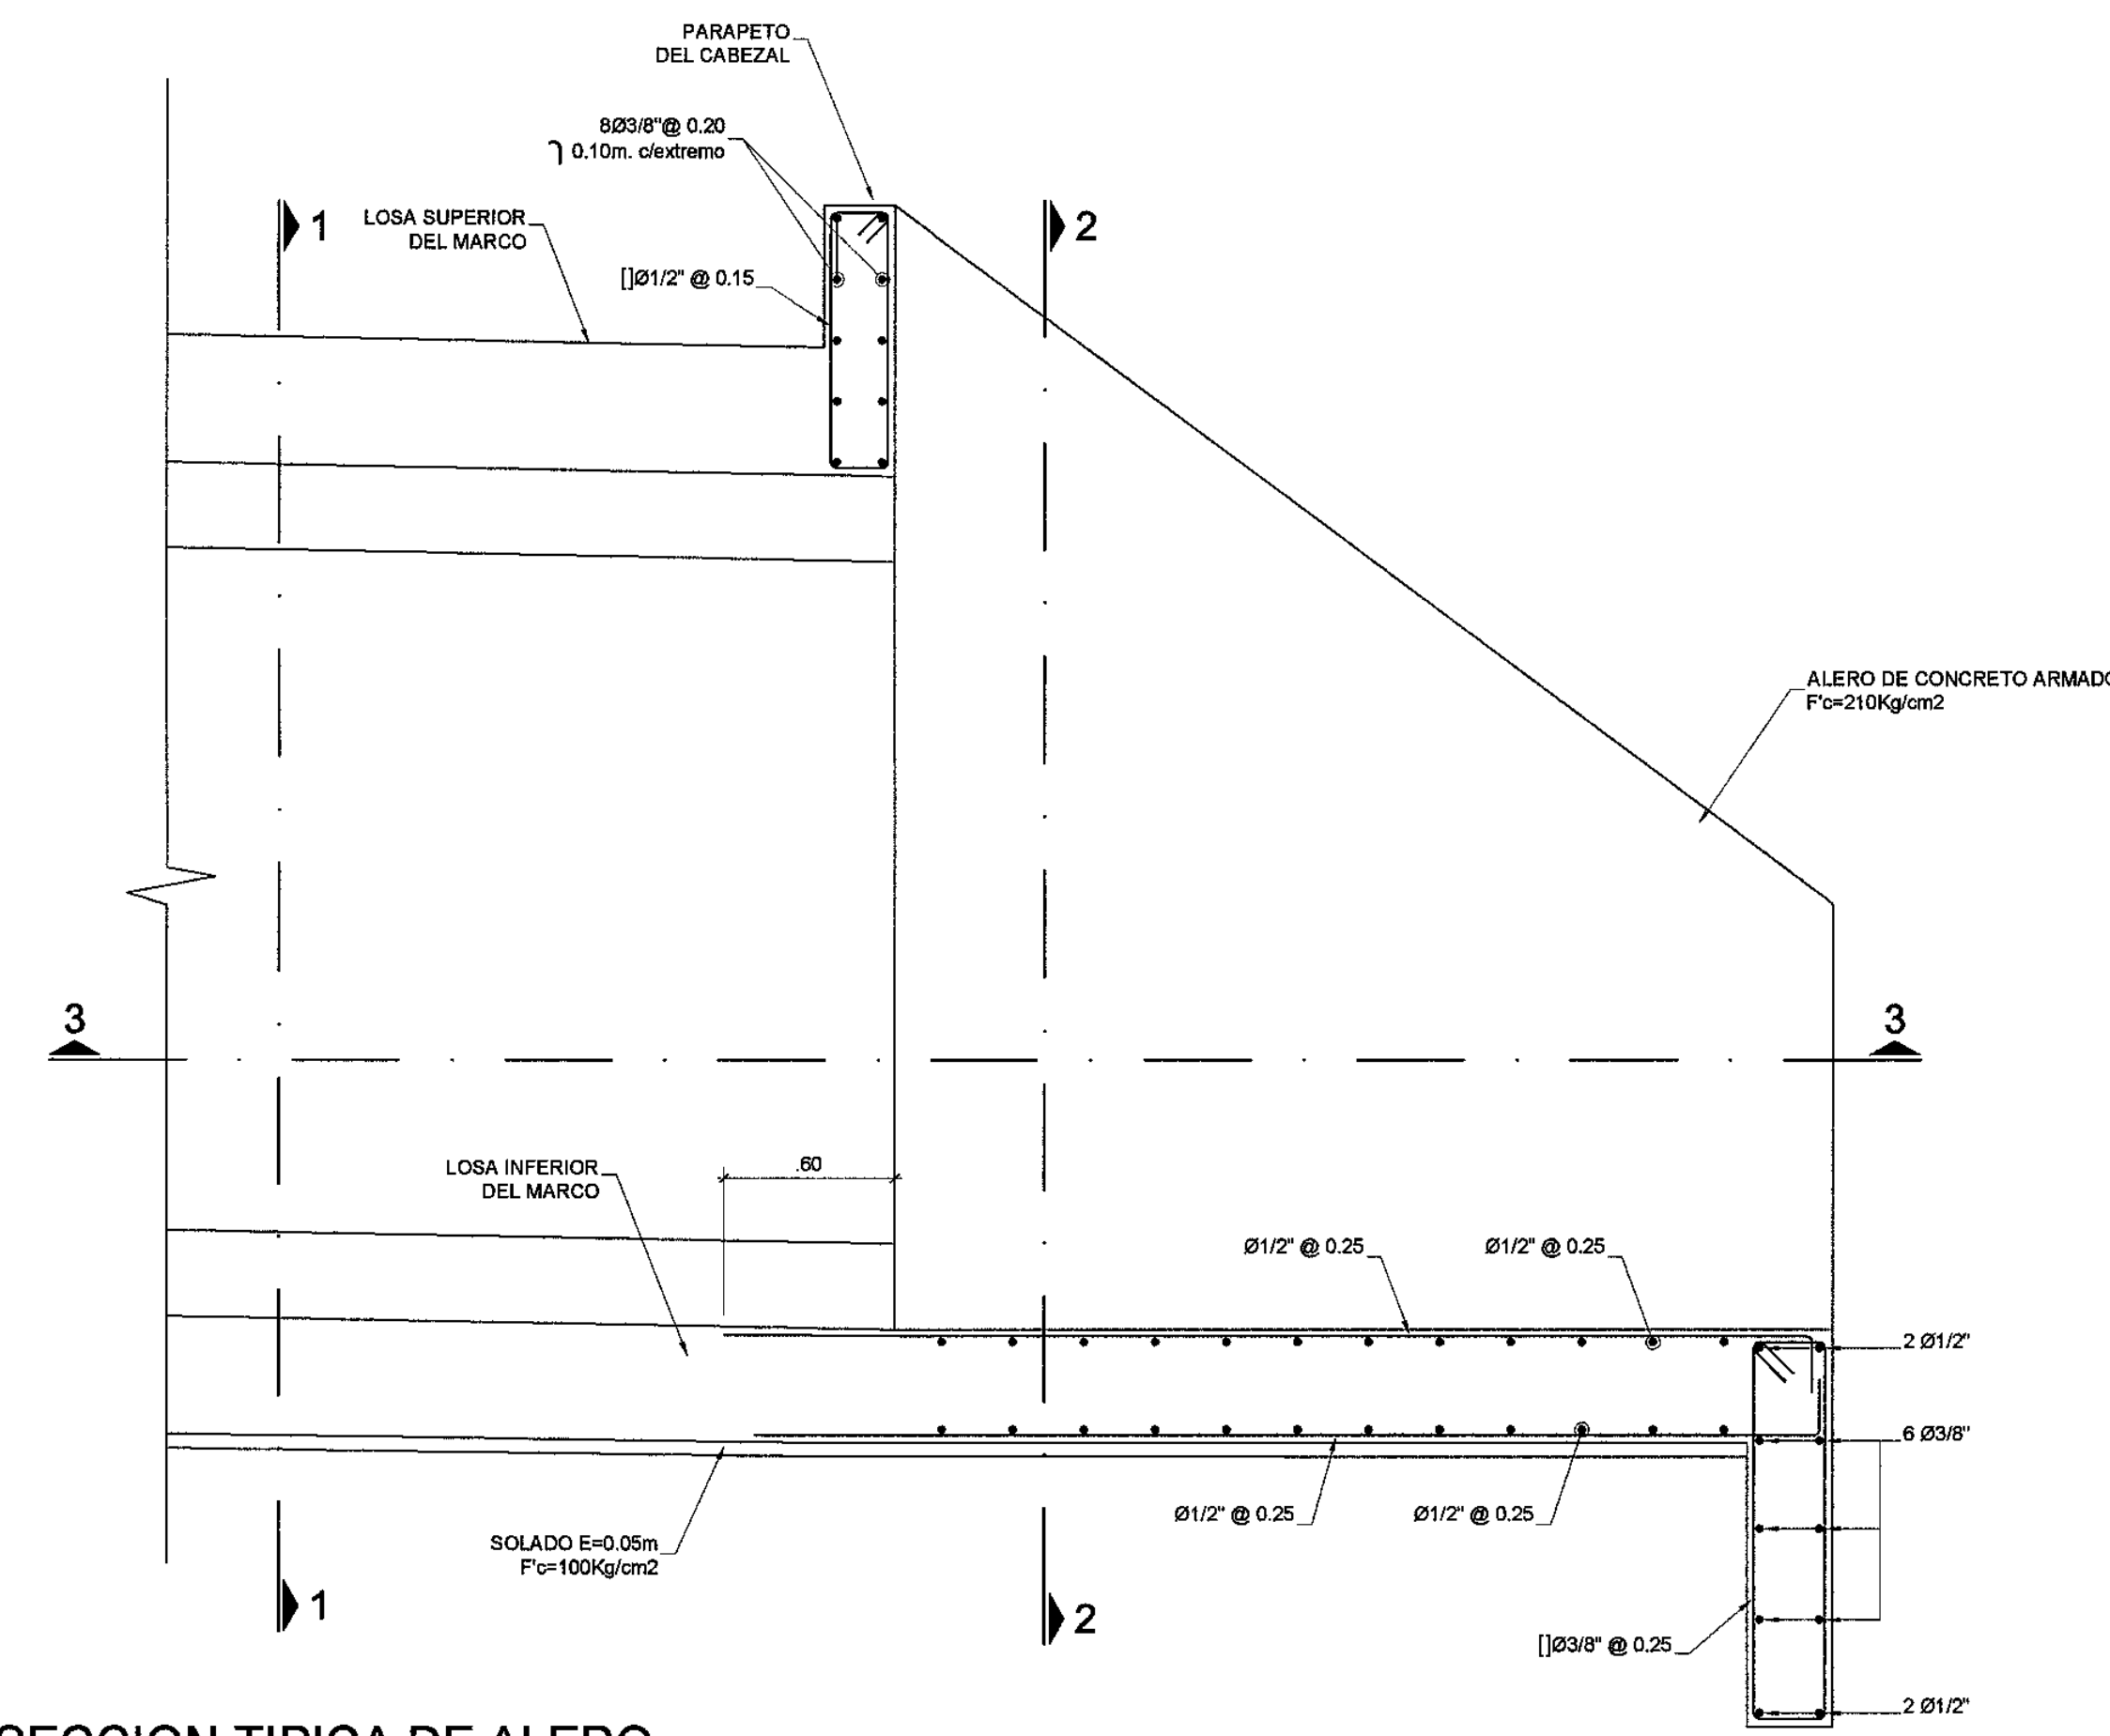 PARAPETO
DEL CABEZAL
8Ø3/8"@ 0.20
0.10m. c/extremo
1
LOSA SUPERIOR
DEL MARCO
2
[]Ø1/2" @ 0.15
ALERO DE CONCRETO ARMADO
F'c=210Kg/cm2
3
3
.60
LOSA INFERIOR
DEL MARCO
Ø1/2" @ 0.25
Ø1/2" @ 0.25
2 Ø1/2"
6 Ø3/8"
Ø1/2" @ 0.25
Ø1/2" @ 0.25
SOLADO E=0.05m
F'c=100Kg/cm2
1
2
[]Ø3/8" @ 0.25
2 Ø1/2"
SECCION TIPICA DE ALERO